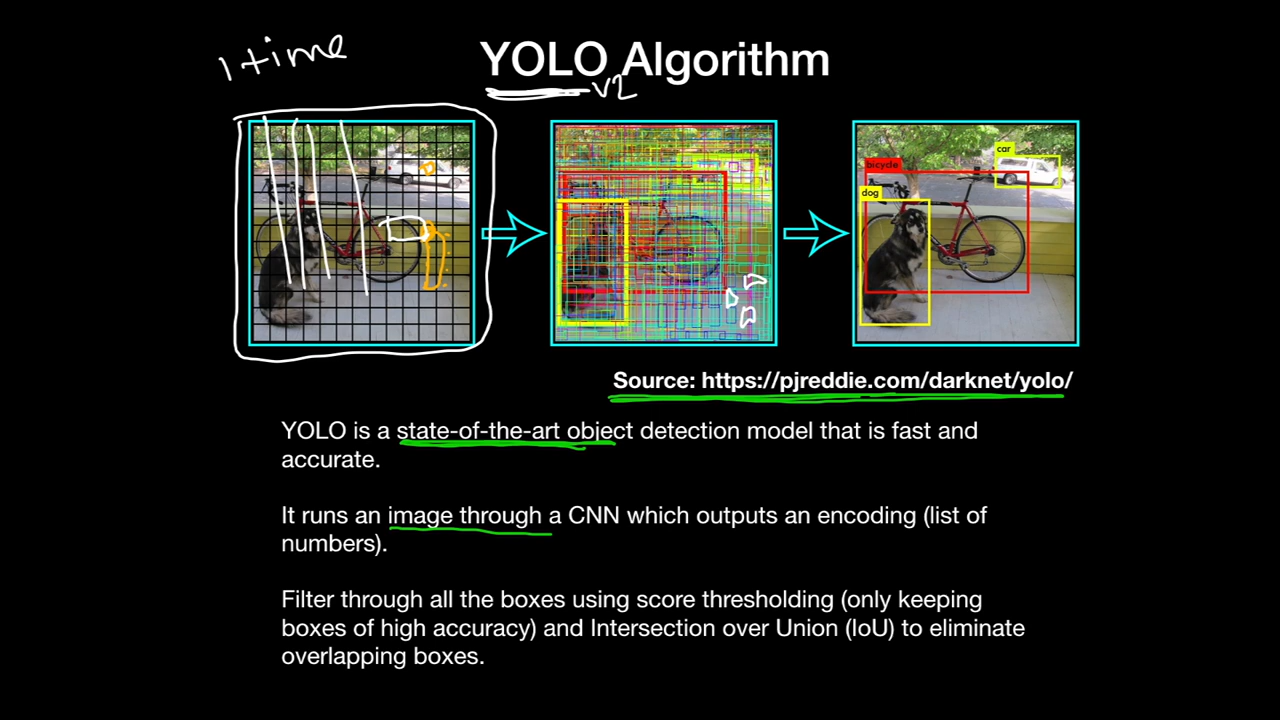 1 time
YOLO Algorithm
v2
bicycle
dog
car
Source: https://pjreddie.com/darknet/yolo/
YOLO is a state-of-the-art object detection model that is fast and
accurate.
It runs an image through a CNN which outputs an encoding (list of
numbers).
Filter through all the boxes using score thresholding (only keeping
boxes of high accuracy) and Intersection over Union (IoU) to eliminate
overlapping boxes.